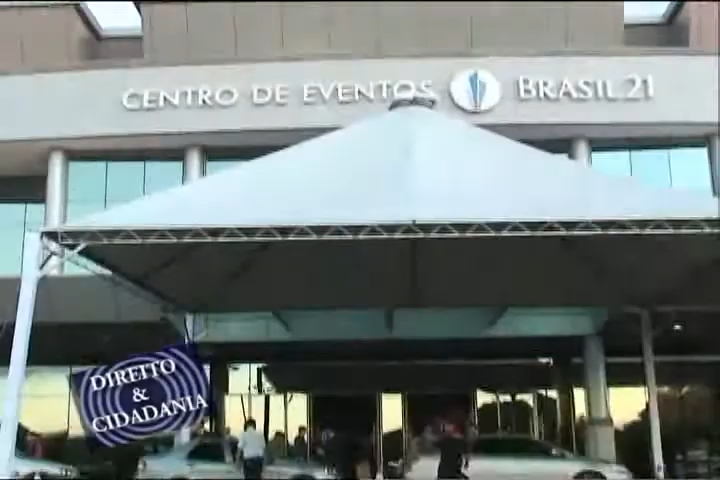 CENTRO DE EVENTOS BRASIL 21
DIREITO
&
CIDADANIA